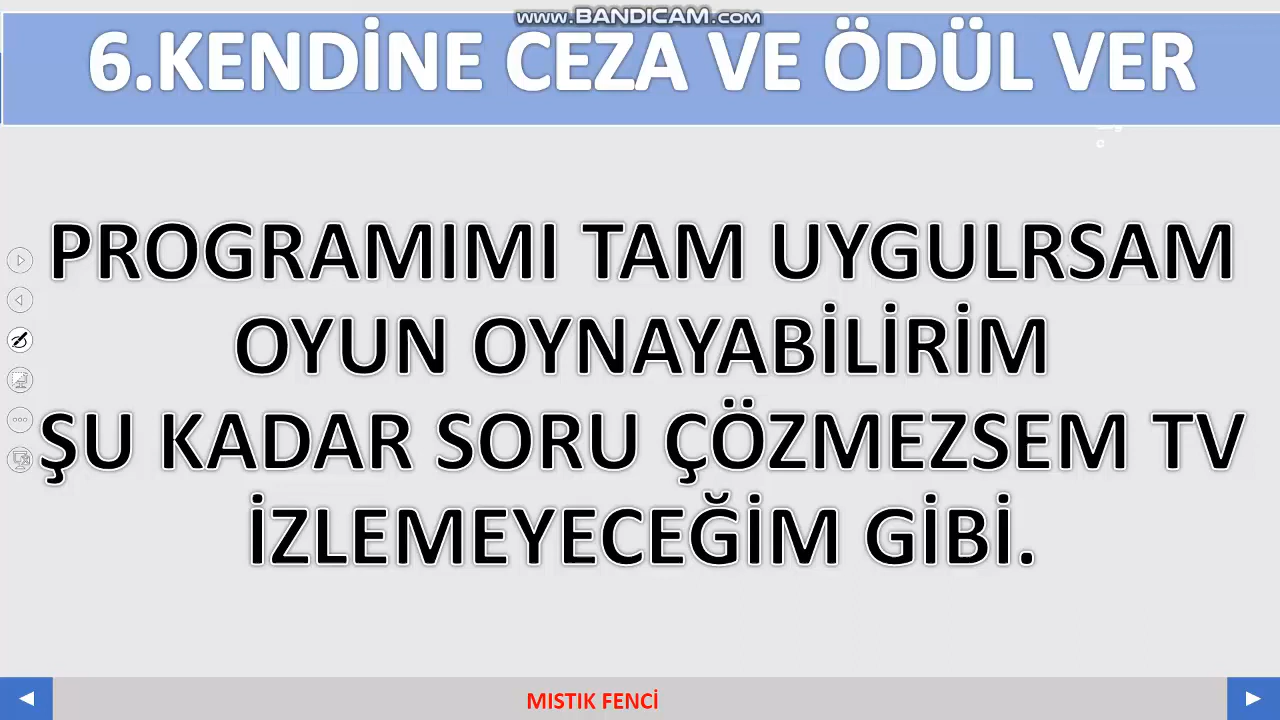 www.BANDICAM.com
6.KENDİNE CEZA VE ÖDÜL VER
PROGRAMIMI TAM UYGULRSAM
OYUN OYNAYABİLİRİM
ŞU KADAR SORU ÇÖZMEZSEM TV
İZLEMEYECEĞİM GİBİ.
MISTIK FENCİ